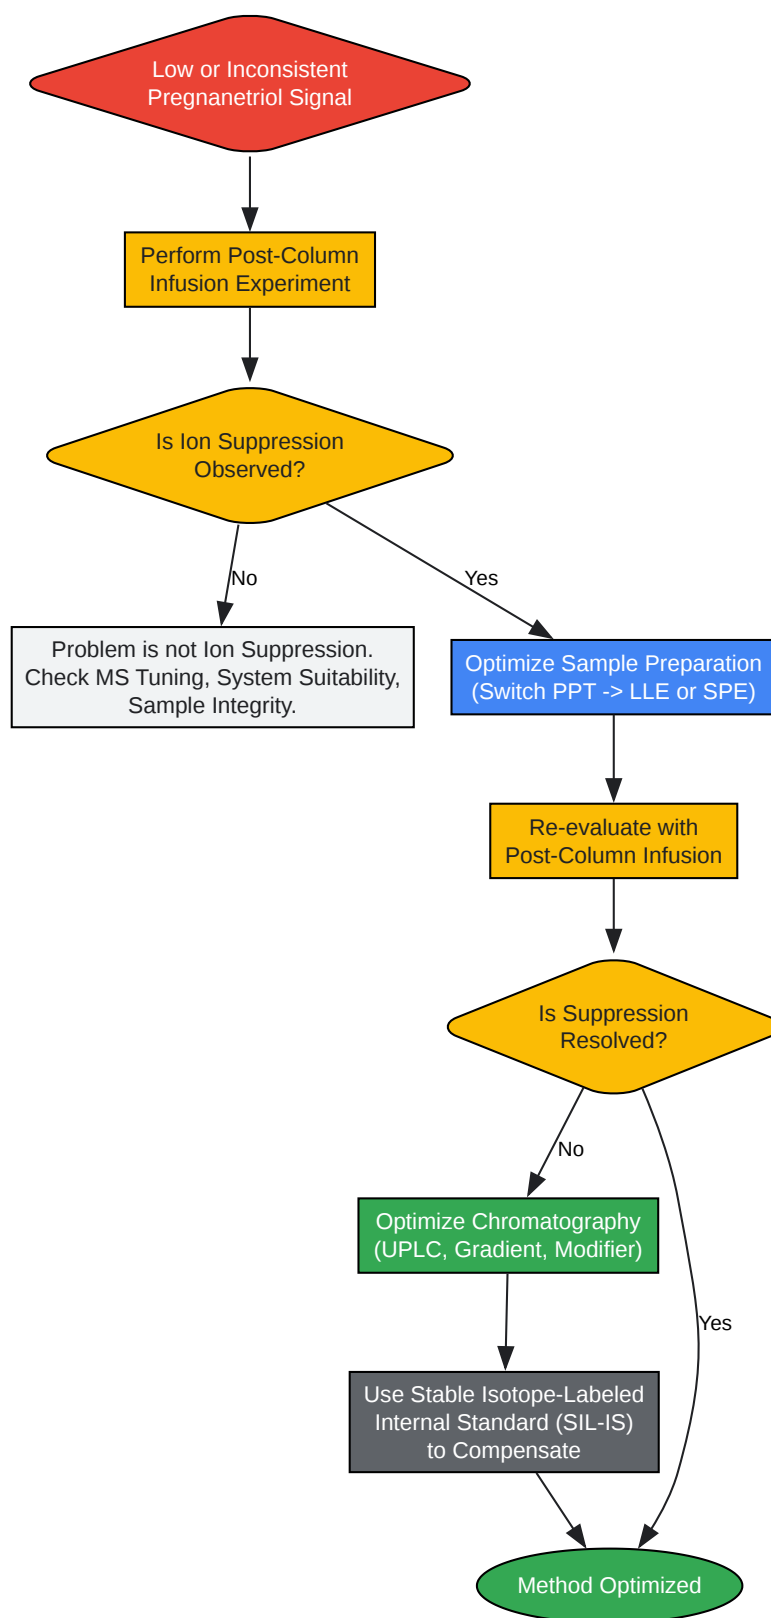 Low or Inconsistent
Pregnanetriol Signal
Perform Post-Column
Infusion Experiment
Is Ion Suppression
Observed?
No
Yes
Problem is not Ion Suppression.
Check MS Tuning, System Suitability,
Sample Integrity.
Optimize Sample Preparation
(Switch PPT -> LLE or SPE)
Re-evaluate with
Post-Column Infusion
Is Suppression
Resolved?
No
Optimize Chromatography
(UPLC, Gradient, Modifier)
Yes
Use Stable Isotope-Labeled
Internal Standard (SIL-IS)
to Compensate
Method Optimized